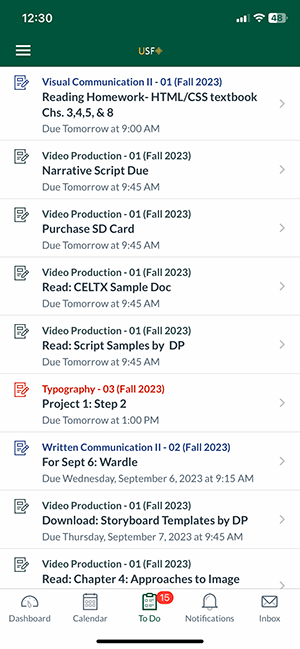 12:30
48
USF
Visual Communication II - 01 (Fall 2023)
Reading Homework- HTML/CSS textbook
Chs. 3,4,5, & 8
Due Tomorrow at 9:00 AM
Video Production - 01 (Fall 2023)
Narrative Script Due
Due Tomorrow at 9:45 AM
Video Production - 01 (Fall 2023)
Purchase SD Card
Due Tomorrow at 9:45 AM
Video Production - 01 (Fall 2023)
Read: CELTX Sample Doc
Due Tomorrow at 9:45 AM
Video Production - 01 (Fall 2023)
Read: Script Samples by DP
Due Tomorrow at 9:45 AM
Typography - 03 (Fall 2023)
Project 1: Step 2
Due Tomorrow at 1:00 PM
Written Communication II - 02 (Fall 2023)
For Sept 6: Wardle
Due Wednesday, September 6, 2023 at 9:15 AM
Video Production - 01 (Fall 2023)
Download: Storyboard Templates by DP
Due Thursday, September 7, 2023 at 9:45 AM
Video Production - 01 (Fall 2023)
Read: Chapter 4: Approaches to Image
15
Dashboard Calendar To Do Notifications Inbox